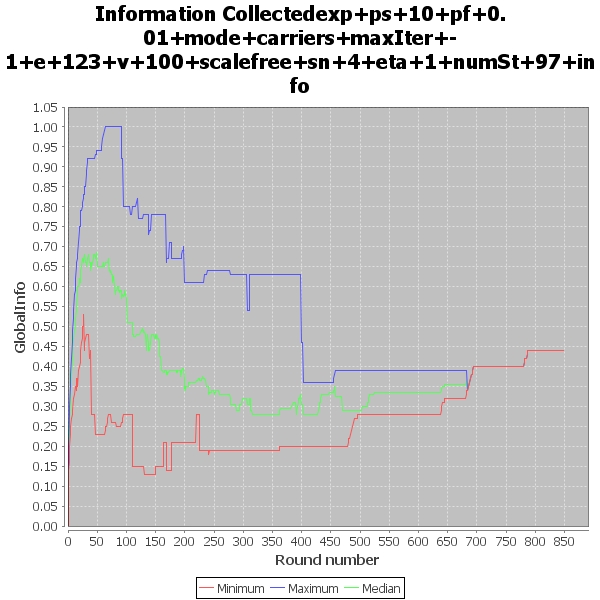 Information Collectedexp+ps+10+pf+0.
01+mode+carriers+maxIter+-
1+e+123+v+100+scalefree+sn+4+eta+1+numSt+97+in
fo
1.05
1.00
0.95
0.90
0.85
0.80
0.75
0.70
0.65
0.60
0.55
0.50
0.45
0.40
0.35
0.30
0.25
0.20
0.15
0.10
0.05
0.00
GlobalInfo
0 50 100 150 200 250 300 350 400 450 500 550 600 650 700 750 800 850
Round number
Minimum Maximum Median